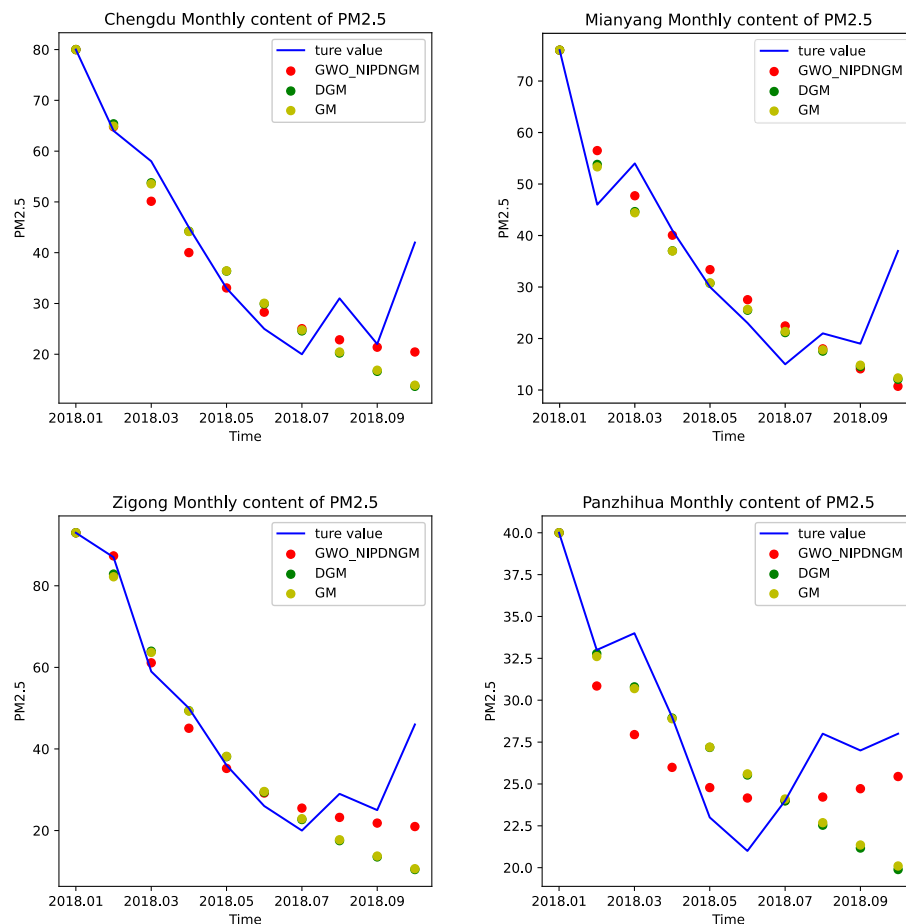 Chengdu Monthly content of PM2.5
PM2.5
80
70
60
50
40
30
20
ture value
GWO_NIPDNGM
DGM
GM
2018.01 2018.03 2018.05 2018.07 2018.09
Time
Mianyang Monthly content of PM2.5
PM2.5
70
60
50
40
30
20
10
ture value
GWO_NIPDNGM
DGM
GM
2018.01 2018.03 2018.05 2018.07 2018.09
Time
Zigong Monthly content of PM2.5
PM2.5
80
60
40
20
ture value
GWO_NIPDNGM
DGM
GM
2018.01 2018.03 2018.05 2018.07 2018.09
Time
Panzhihua Monthly content of PM2.5
PM2.5
40.0
37.5
35.0
32.5
30.0
27.5
25.0
22.5
20.0
ture value
GWO_NIPDNGM
DGM
GM
2018.01 2018.03 2018.05 2018.07 2018.09
Time